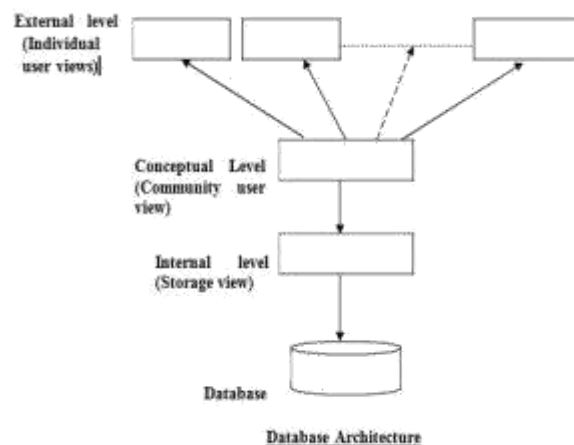 External level
(Individual
user views)
Conceptual Level
(Community user
view)
Internal level
(Storage view)
Database
Database Architecture